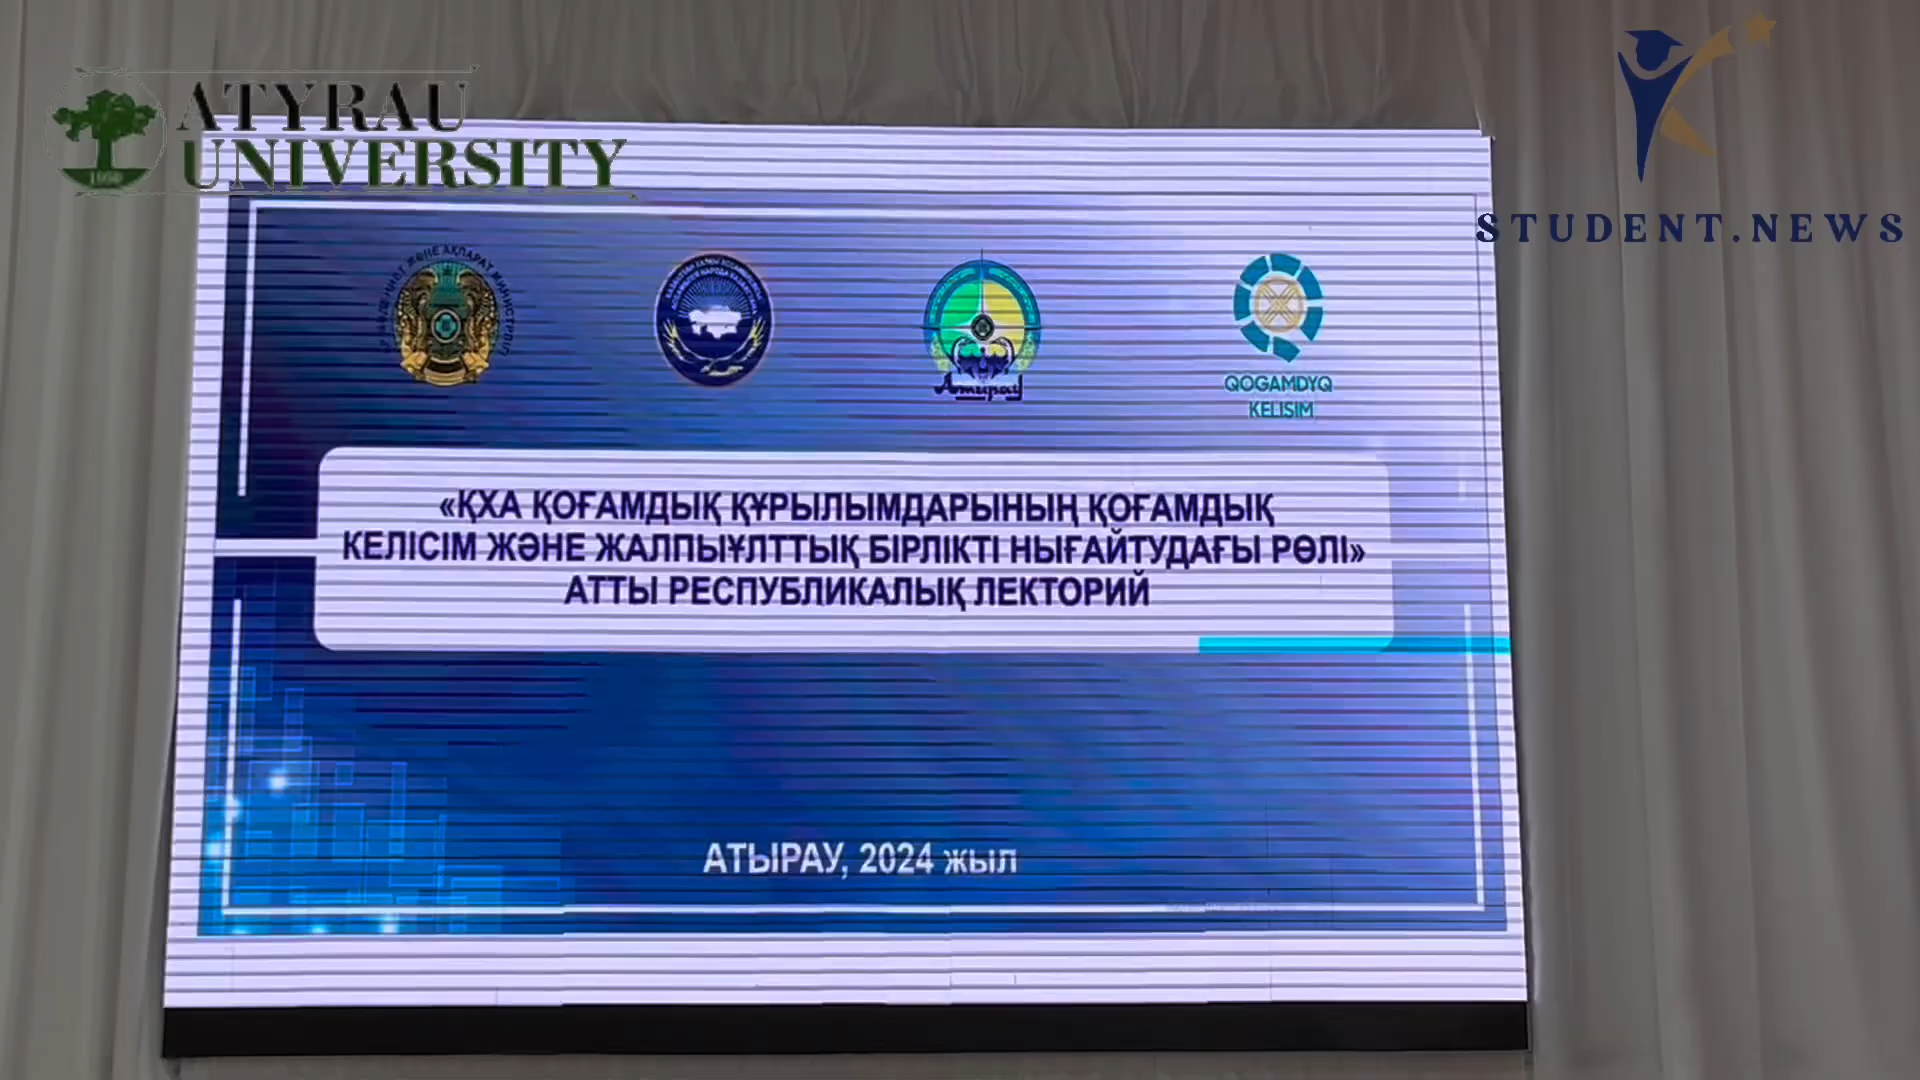 ATYRAU
UNIVERSITY
STUDENT.NEWS
QOGAMDYQ
KELISIM
«ҚХА ҚОҒАМДЫҚ ҚҰРЫЛЫМДАРЫНЫҢ ҚОҒАМДЫҚ
КЕЛІСІМ ЖӘНЕ ЖАЛПЫҰЛТТЫҚ БІРЛІКТІ НЫҒАЙТУДАҒЫ РӨЛІ»
АТТЫ РЕСПУБЛИКАЛЫҚ ЛЕКТОРИЙ
АТЫРАУ, 2024 жыл